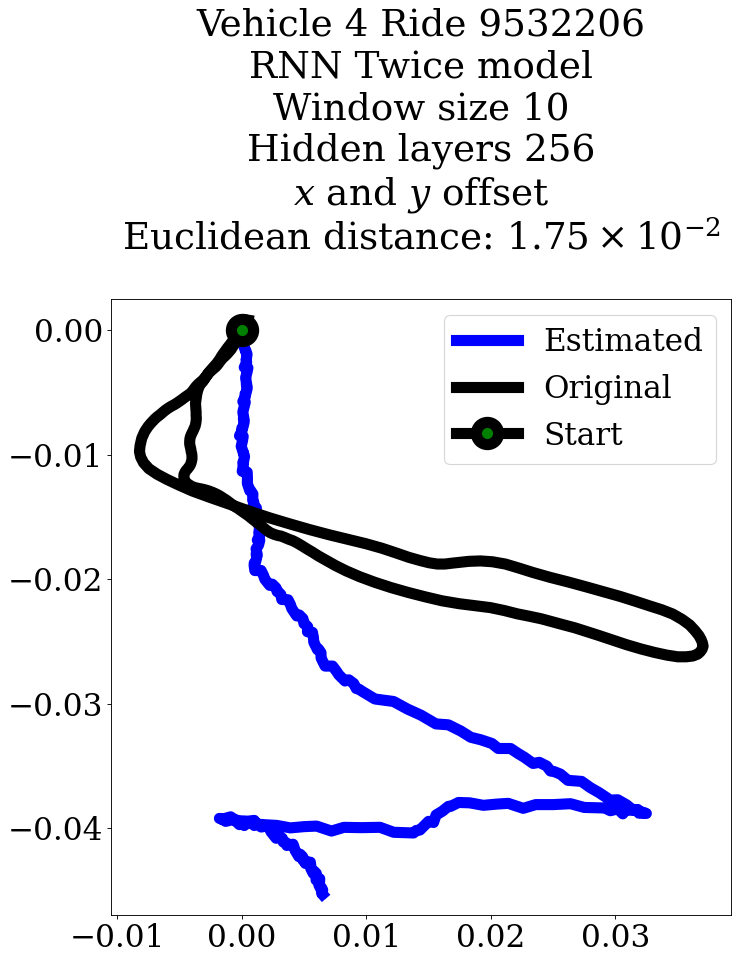 Vehicle 4 Ride 9532206
RNN Twice model
Window size 10
Hidden layers 256
x and y offset
Euclidean distance: 1.75 × 10⁻²
Estimated
Original
Start
0.00
−0.01
−0.02
−0.03
−0.04
−0.01 0.00 0.01 0.02 0.03